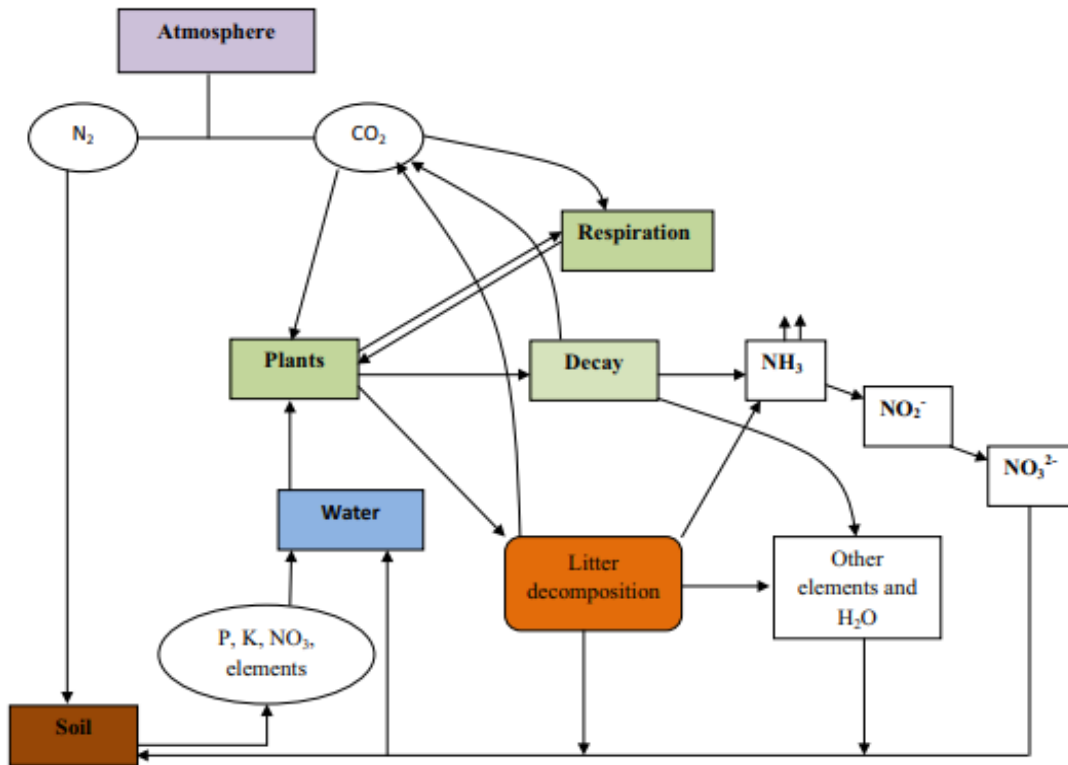 Atmosphere
N₂
CO₂
Respiration
Plants
Decay
NH₃
NO₂⁻
NO₃²⁻
Water
Litter
decomposition
Other
elements and
H₂O
P, K, NO₃,
elements
Soil